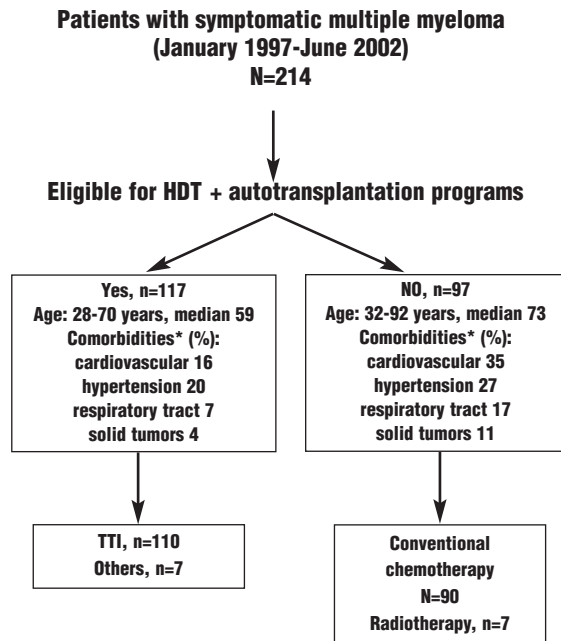 Patients with symptomatic multiple myeloma
(January 1997-June 2002)
N=214
Eligible for HDT + autotransplantation programs
Yes, n=117
Age: 28-70 years, median 59
Comorbidities* (%):
cardiovascular 16
hypertension 20
respiratory tract 7
solid tumors 4
NO, n=97
Age: 32-92 years, median 73
Comorbidities* (%):
cardiovascular 35
hypertension 27
respiratory tract 17
solid tumors 11
TTI, n=110
Others, n=7
Conventional
chemotherapy
N=90
Radiotherapy, n=7